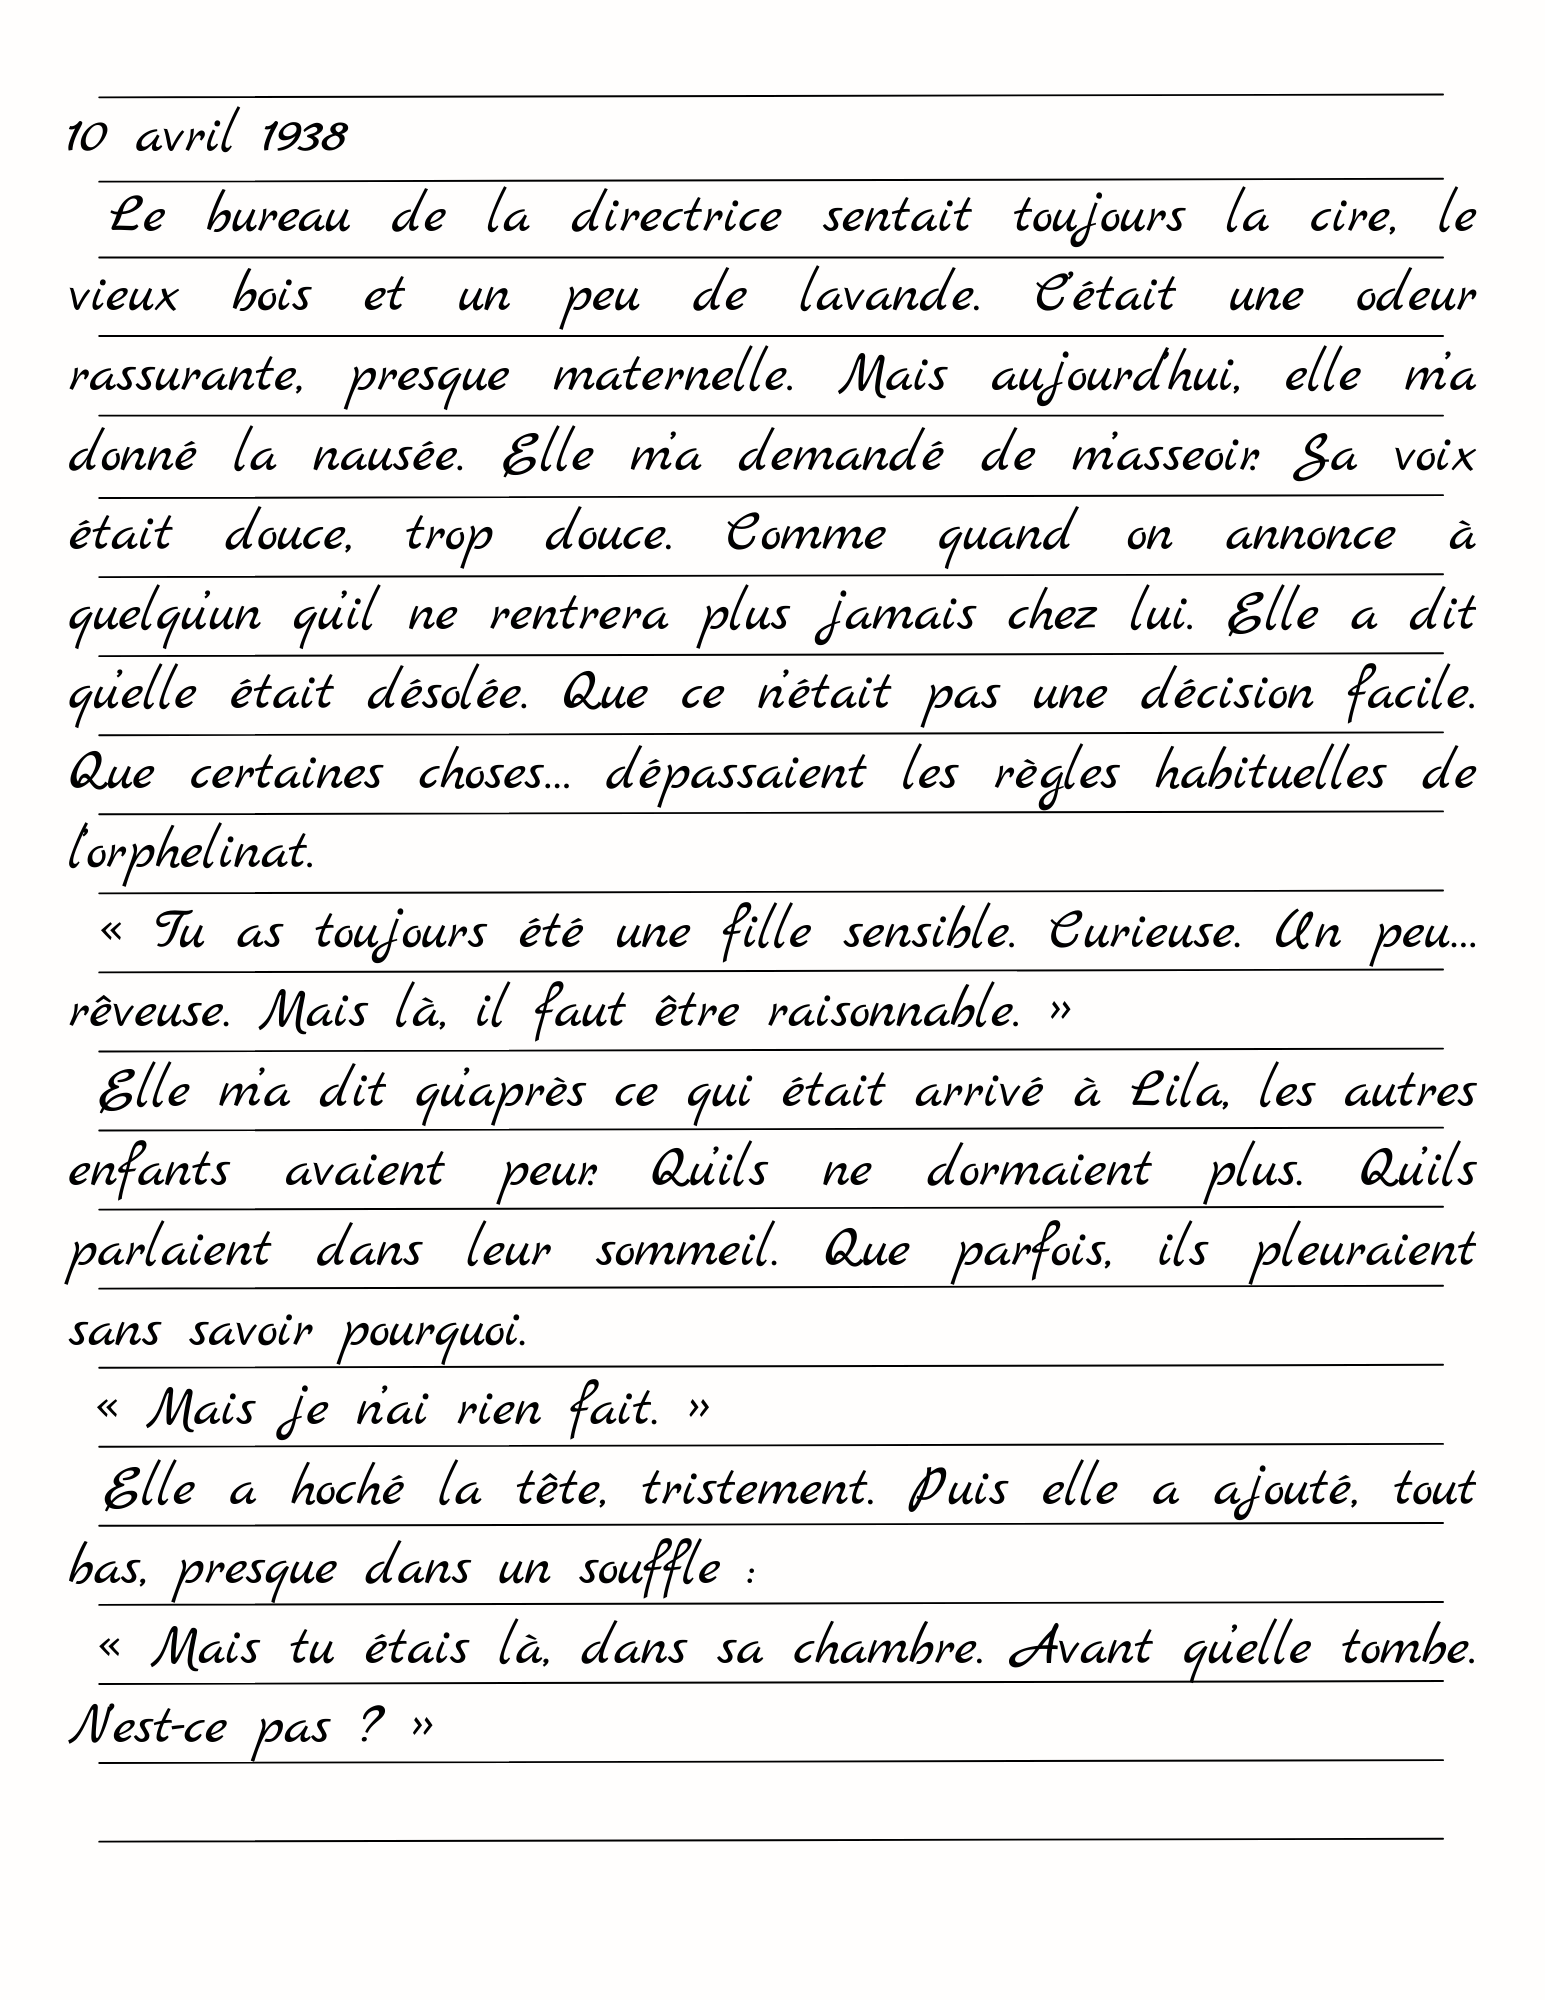 10 avril 1938
Le bureau de la directrice sentait toujours la cire, le
vieux bois et un peu de lavande. C'était une odeur
rassurante, presque maternelle. Mais aujourd'hui, elle m'a
donné la nausée. Elle m'a demandé de m'asseoir. Sa voix
était douce, trop douce. Comme quand on annonce à
quelqu'un qu'il ne rentrera plus jamais chez lui. Elle a dit
qu'elle était désolée. Que ce n'était pas une décision facile.
Que certaines choses... dépassaient les règles habituelles de
l'orphelinat.
« Tu as toujours été une fille sensible. Curieuse. Un peu...
rêveuse. Mais là, il faut être raisonnable. »
Elle m'a dit qu'après ce qui était arrivé à Lila, les autres
enfants avaient peur. Qu'ils ne dormaient plus. Qu'ils
parlaient dans leur sommeil. Que parfois, ils pleuraient
sans savoir pourquoi.
« Mais je n'ai rien fait. »
Elle a hoché la tête, tristement. Puis elle a ajouté, tout
bas, presque dans un souffle :
« Mais tu étais là, dans sa chambre. Avant qu'elle tombe.
N'est-ce pas ? »